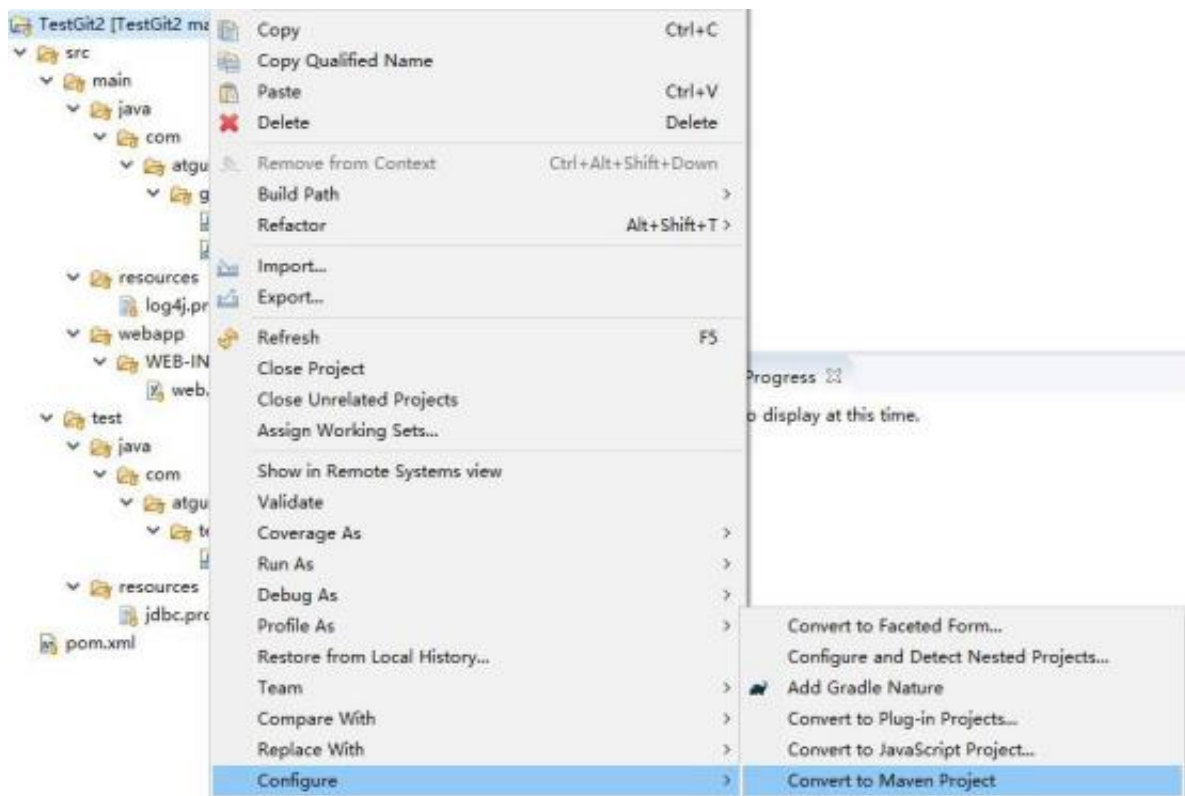 TestGit2 [TestGit2 ma
src
main
java
com
atgu
g
resources
log4j.pr
webapp
WEB-IN
web.
test
java
com
atgu
te
resources
jdbc.pro
pom.xml
Copy Ctrl+C
Copy Qualified Name
Paste Ctrl+V
Delete Delete
Remove from Context Ctrl+Alt+Shift+Down
Build Path >
Refactor Alt+Shift+T >
Import...
Export...
Refresh F5
Close Project
Close Unrelated Projects
Assign Working Sets...
Show in Remote Systems view
Validate
Coverage As >
Run As >
Debug As >
Profile As >
Restore from Local History...
Team >
Compare With >
Replace With >
Configure >
Progress
o display at this time.
Convert to Faceted Form...
Configure and Detect Nested Projects...
Add Gradle Nature
Convert to Plug-in Projects...
Convert to JavaScript Project...
Convert to Maven Project